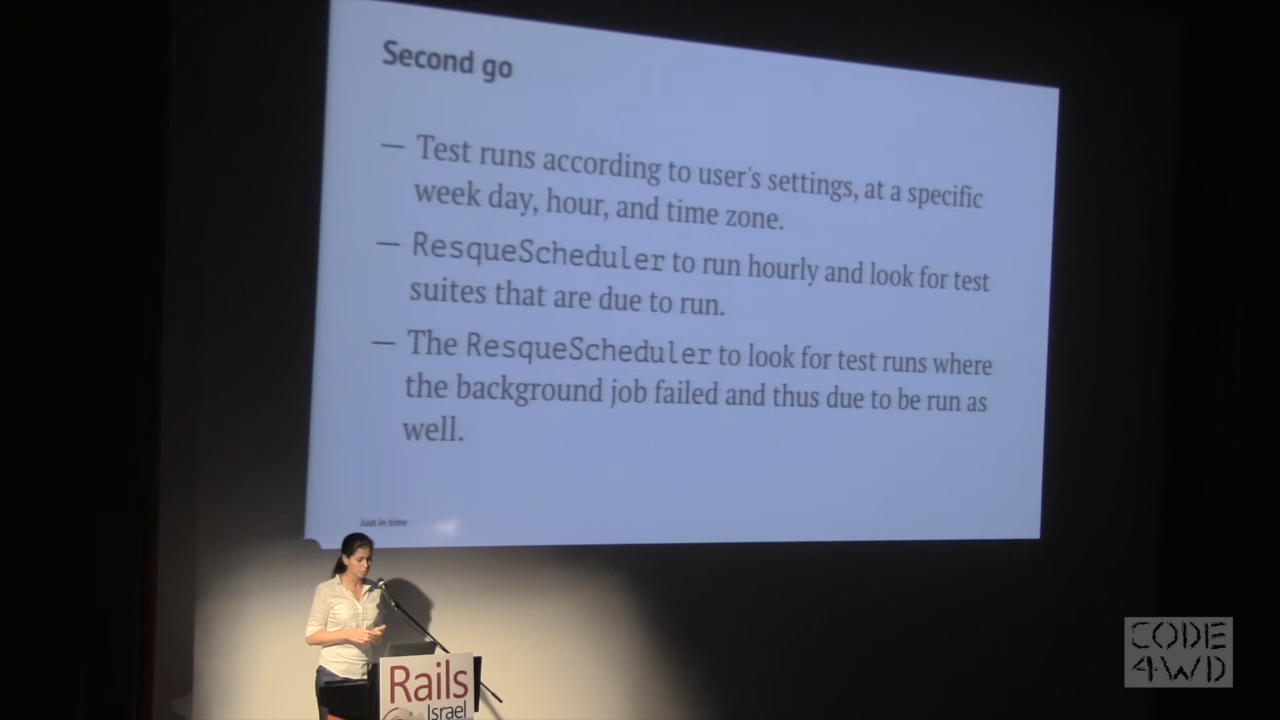 Second go
— Test runs according to user's settings, at a specific
week day, hour, and time zone.
— ResqueScheduler to run hourly and look for test
suites that are due to run.
— The ResqueScheduler to look for test runs where
the background job failed and thus due to be run as
well.
Just in time
Rails
Israel
CODE
4WD